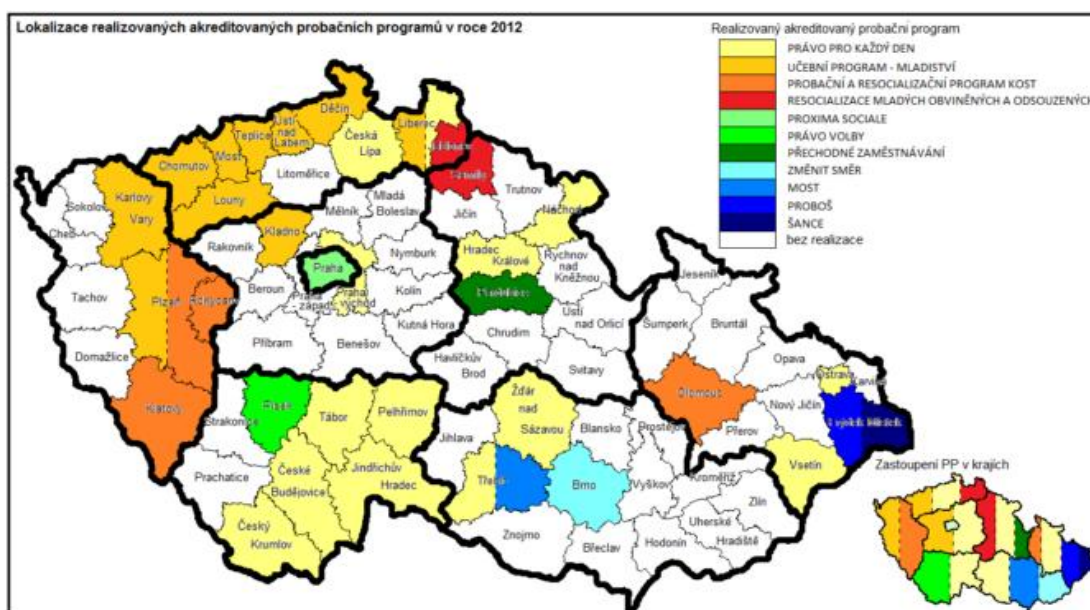 Lokalizace realizovaných akreditovaných probačních programů v roce 2012
Realizovaný akreditovaný probační program
PRÁVO PRO KAŽDÝ DEN
UČEBNÍ PROGRAM - MLADISTVÍ
PROBAČNÍ A RESOCIALIZAČNÍ PROGRAM KOST
RESOCIALIZACE MLADÝCH OBVINĚNÝCH A ODSOUZENÝCH
PROXIMA SOCIALE
PRÁVO VOLBY
PŘECHODNÉ ZAMĚSTNÁVÁNÍ
ZMĚNIT SMĚR
MOST
PROBOŠ
ŠANCE
bez realizace
Děčín
Liberec
Ústí
nad
Labem
Teplice
Most
Chomutov
Česká
Lípa
Litoměřice
Louny
Karlovy
Vary
Sokolov
Cheb
Trutnov
Náchod
Jičín
Mladá
Boleslav
Mělník
Kladno
Rakovník
Nymburk
Hradec
Králové
Rychnov
nad
Kněžnou
Praha
Beroun
Praha
- západ
Praha
východ
Kolín
Kutná Hora
Tachov
Plzeň
Domažlice
Příbram
Benešov
Chrudim
Ústí
nad Orlicí
Svitavy
Havlíčkův
Brod
Jeseník
Šumperk
Bruntál
Opava
Ostrava
Karviná
Nový Jičín
Olomouc
Přerov
Vsetín
Klatovy
Strakonice
Tábor
Pelhřimov
Prachatice
České
Budějovice
Jindřichův
Hradec
Český
Krumlov
Jihlava
Žďár
nad
Sázavou
Blansko
Prostějov
Brno
Vyškov
Kroměříž
Zlín
Uherské
Hradiště
Znojmo
Břeclav
Hodonín
Zastoupení PP v krajích